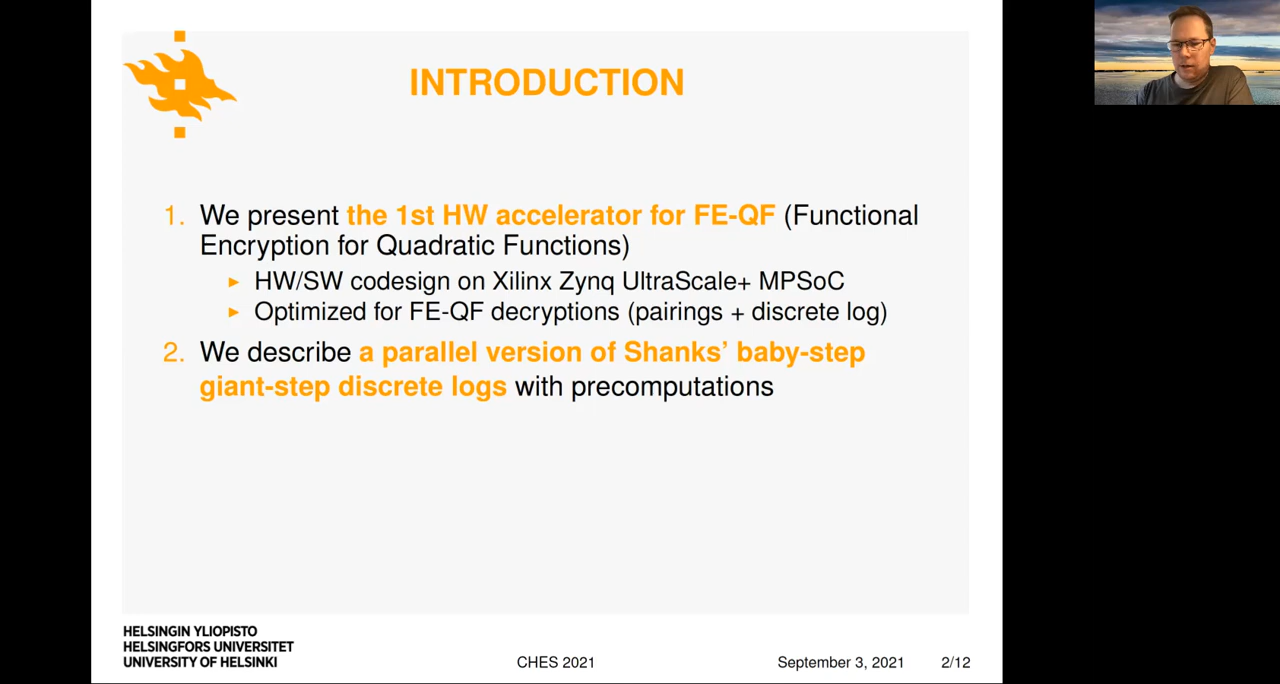 INTRODUCTION
1. We present the 1st HW accelerator for FE-QF (Functional
Encryption for Quadratic Functions)
► HW/SW codesign on Xilinx Zynq UltraScale+ MPSoC
► Optimized for FE-QF decryptions (pairings + discrete log)
2. We describe a parallel version of Shanks’ baby-step
giant-step discrete logs with precomputations
HELSINGIN YLIOPISTO
HELSINGFORS UNIVERSITET
UNIVERSITY OF HELSINKI
CHES 2021
September 3, 2021
2/12